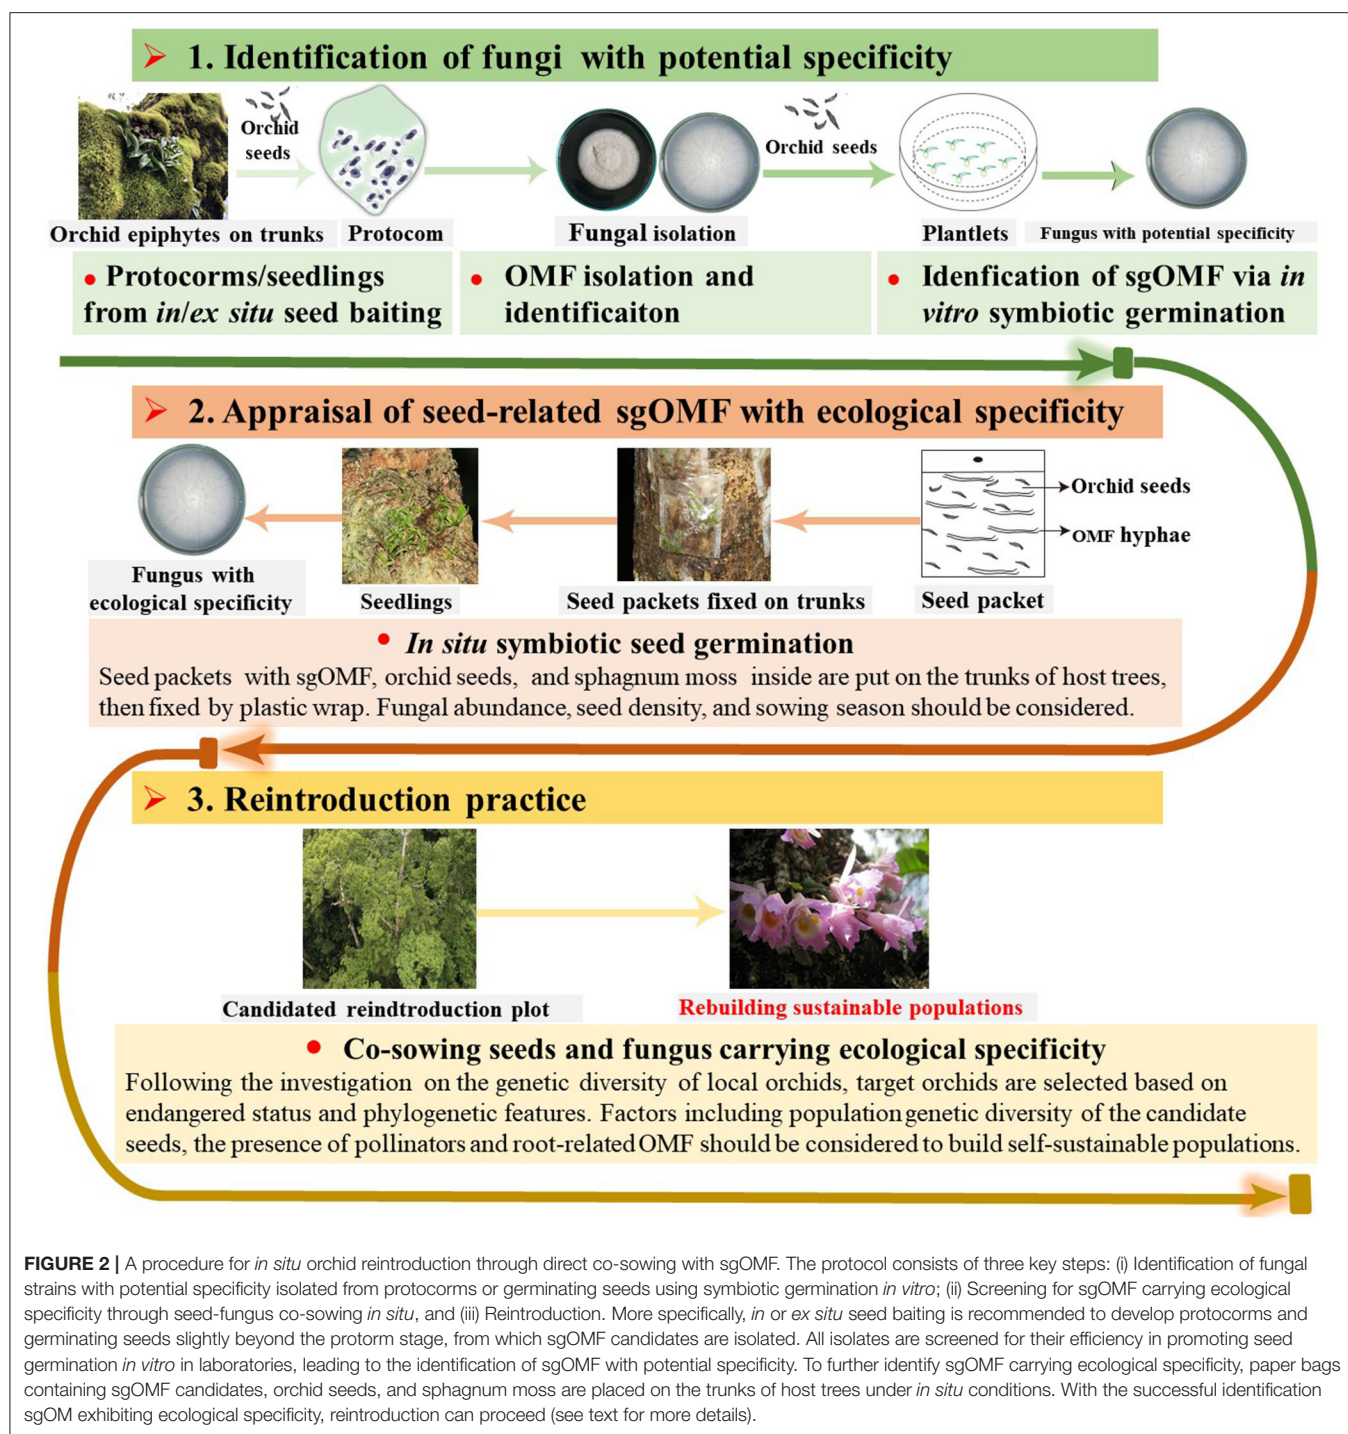 1. Identification of fungi with potential specificity
Orchid
seeds
Orchid seeds
Orchid epiphytes on trunks
Protocom
Fungal isolation
Plantlets
Fungus with potential specificity
• Protocorms/seedlings
from in/ex situ seed baiting
• OMF isolation and
identificaiton
• Idenfication of sgOMF via in
vitro symbiotic germination
2. Appraisal of seed-related sgOMF with ecological specificity
Orchid seeds
OMF hyphae
Fungus with
ecological specificity
Seedlings
Seed packets fixed on trunks
Seed packet
• In situ symbiotic seed germination
Seed packets with sgOMF, orchid seeds, and sphagnum moss inside are put on the trunks of host trees,
then fixed by plastic wrap. Fungal abundance, seed density, and sowing season should be considered.
3. Reintroduction practice
Candidated reindtroduction plot
Rebuilding sustainable populations
• Co-sowing seeds and fungus carrying ecological specificity
Following the investigation on the genetic diversity of local orchids, target orchids are selected based on
endangered status and phylogenetic features. Factors including population genetic diversity of the candidate
seeds, the presence of pollinators and root-related OMF should be considered to build self-sustainable populations.
FIGURE 2 | A procedure for in situ orchid reintroduction through direct co-sowing with sgOMF. The protocol consists of three key steps: (i) Identification of fungal
strains with potential specificity isolated from protocorms or germinating seeds using symbiotic germination in vitro; (ii) Screening for sgOMF carrying ecological
specificity through seed-fungus co-sowing in situ, and (iii) Reintroduction. More specifically, in or ex situ seed baiting is recommended to develop protocorms and
germinating seeds slightly beyond the protorm stage, from which sgOMF candidates are isolated. All isolates are screened for their efficiency in promoting seed
germination in vitro in laboratories, leading to the identification of sgOMF with potential specificity. To further identify sgOMF carrying ecological specificity, paper bags
containing sgOMF candidates, orchid seeds, and sphagnum moss are placed on the trunks of host trees under in situ conditions. With the successful identification
sgOM exhibiting ecological specificity, reintroduction can proceed (see text for more details).